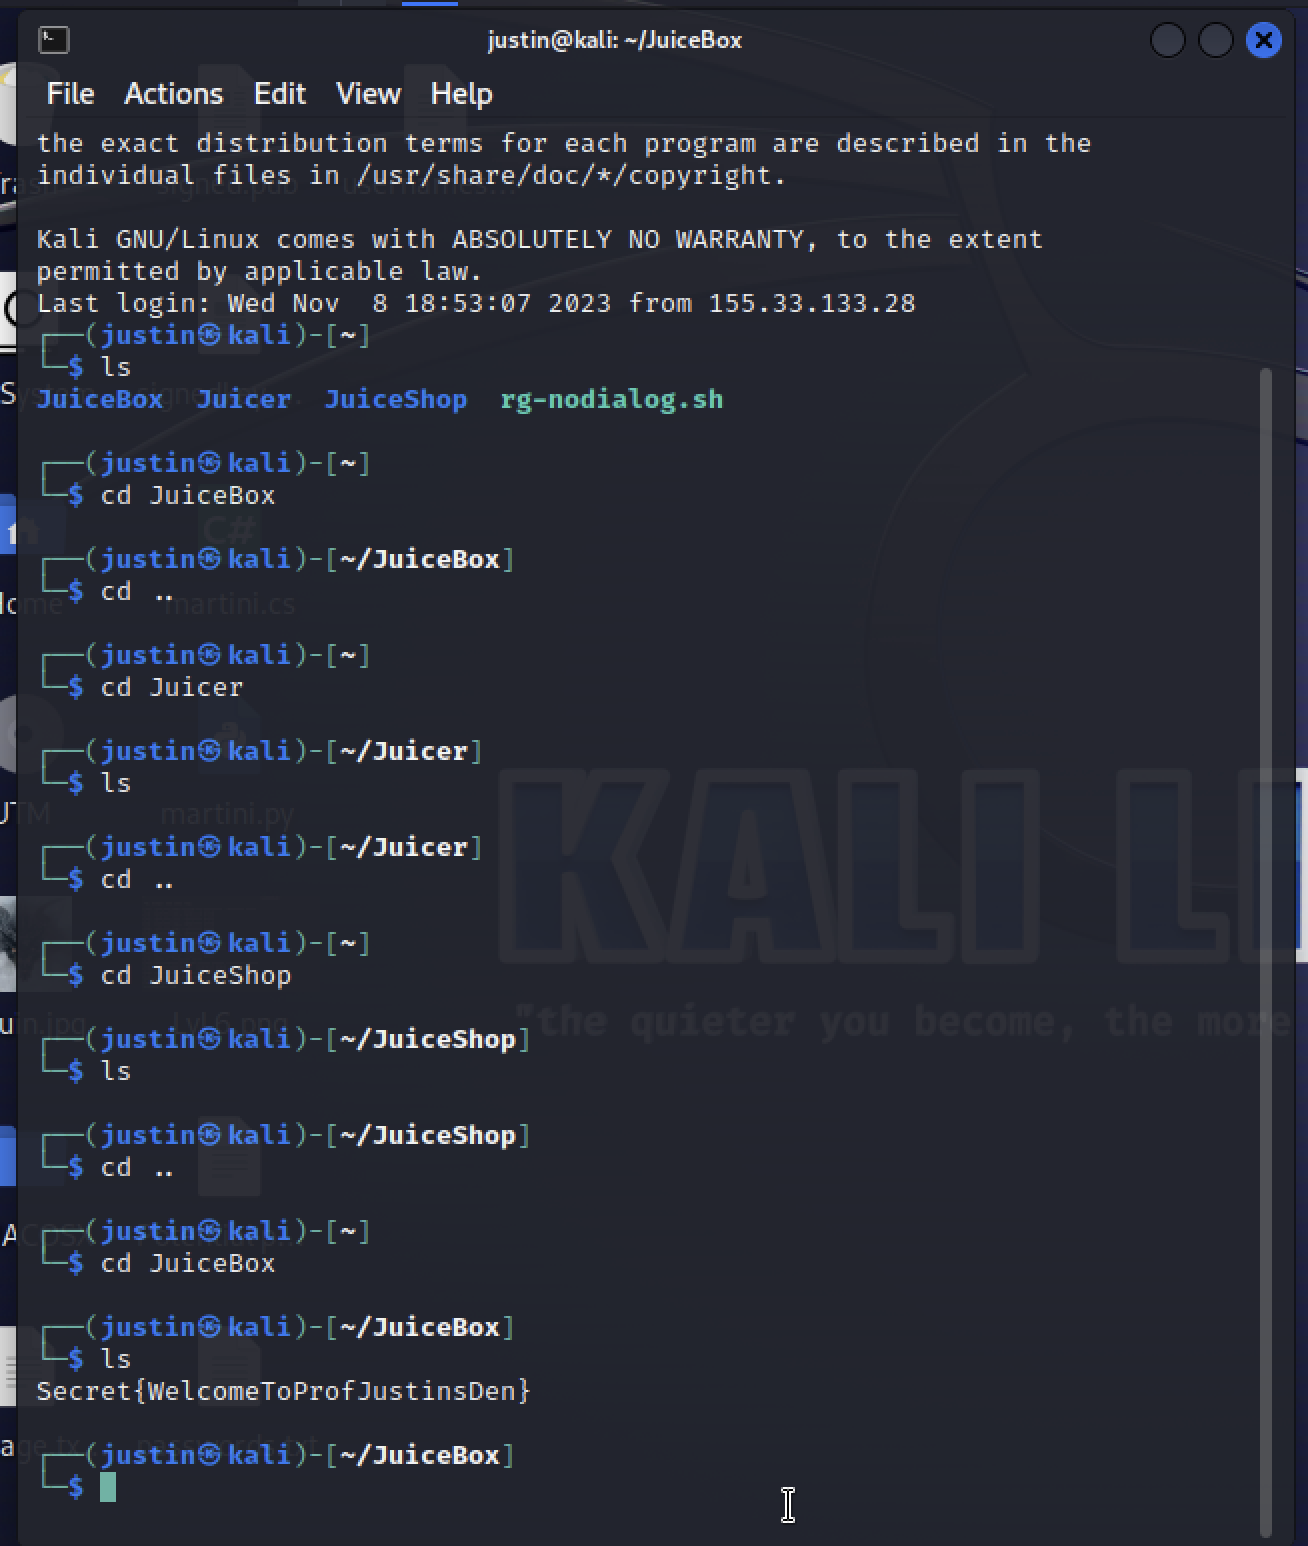 justin@kali: ~/JuiceBox
File Actions Edit View Help
the exact distribution terms for each program are described in the
individual files in /usr/share/doc/*/copyright.
Kali GNU/Linux comes with ABSOLUTELY NO WARRANTY, to the extent
permitted by applicable law.
Last login: Wed Nov  8 18:53:07 2023 from 155.33.133.28
┌──(justin㉿kali)-[~]
└─$ ls
JuiceBox  Juicer  JuiceShop  rg-nodialog.sh
┌──(justin㉿kali)-[~]
└─$ cd JuiceBox
┌──(justin㉿kali)-[~/JuiceBox]
└─$ cd ..
┌──(justin㉿kali)-[~]
└─$ cd Juicer
┌──(justin㉿kali)-[~/Juicer]
└─$ ls
┌──(justin㉿kali)-[~/Juicer]
└─$ cd ..
┌──(justin㉿kali)-[~]
└─$ cd JuiceShop
┌──(justin㉿kali)-[~/JuiceShop]
└─$ ls
┌──(justin㉿kali)-[~/JuiceShop]
└─$ cd ..
┌──(justin㉿kali)-[~]
└─$ cd JuiceBox
┌──(justin㉿kali)-[~/JuiceBox]
└─$ ls
Secret{WelcomeToProfJustinsDen}
┌──(justin㉿kali)-[~/JuiceBox]
└─$
C#
martini.cs
martini.py
KALI LI
"the quieter you become, the more